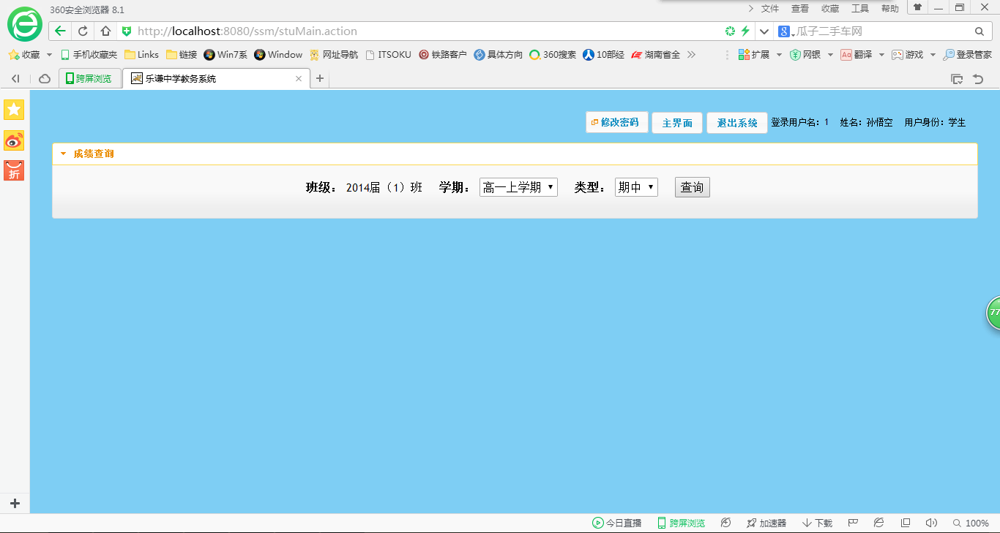 360安全浏览器 8.1
文件 查看 收藏 工具 帮助
http://localhost:8080/ssm/stuMain.action
瓜子二手车网
收藏 手机收藏夹 Links 链接 Win7系 Window 网址导航 ITSOKU 铁路客户 具体方向 360搜索 10部经 湖南省全 扩展 网银 翻译 游戏 登录管家
跨屏浏览 乐谦中学教务系统
折
修改密码 主界面 退出系统 登录用户名：1 姓名：孙悟空 用户身份：学生
成绩查询
班级： 2014届（1）班 学期： 高一上学期 类型： 期中 查询
77
今日直播 跨屏浏览 加速器 下载 100%